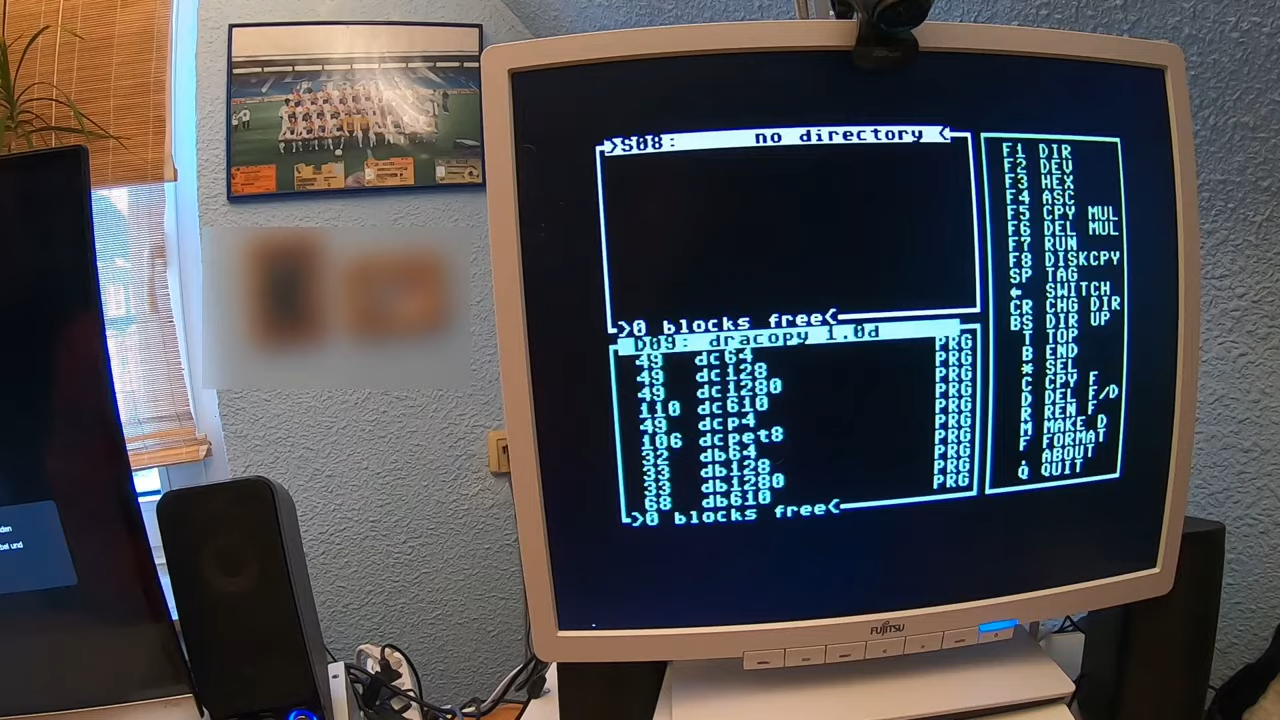 >S08: no directory <
>0 blocks free<
D09: dracopy 1.0d
49 dc64 PRG
49 dc128 PRG
49 dc1280 PRG
110 dc610 PRG
49 dcp4 PRG
106 dcpet8 PRG
32 db64 PRG
33 db128 PRG
33 db1280 PRG
68 db610 PRG
>0 blocks free<
F1 DIR
F2 DEV
F3 HEX
F4 ASC
F5 CPY MUL
F6 DEL MUL
F7 RUN
F8 DISKCPY
SP TAG
← SWITCH
CR CHG DIR
BS DIR UP
T TOP
B END
* SEL
C CPY F
D DEL F/D
R REN F
M MAKE D
F FORMAT
. ABOUT
Q QUIT
FUJITSU
und